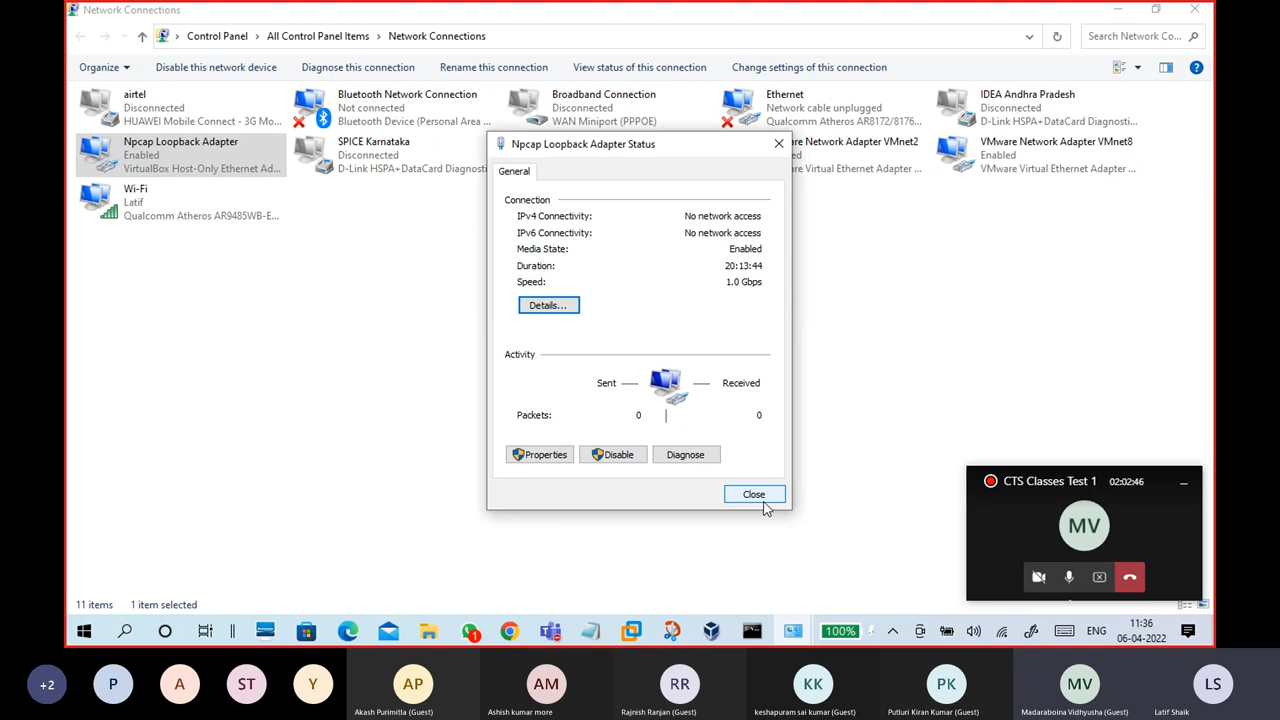 Network Connections
Control Panel > All Control Panel Items > Network Connections
Search Network Co...
Organize
Disable this network device
Diagnose this connection
Rename this connection
View status of this connection
Change settings of this connection
airtel
Disconnected
HUAWEI Mobile Connect - 3G Mo...
Bluetooth Network Connection
Not connected
Bluetooth Device (Personal Area ...
Broadband Connection
Disconnected
WAN Miniport (PPPOE)
Ethernet
Network cable unplugged
Qualcomm Atheros AR8172/8176...
IDEA Andhra Pradesh
Disconnected
D-Link HSPA+DataCard Diagnosti...
Npcap Loopback Adapter
Enabled
VirtualBox Host-Only Ethernet Ad...
SPICE Karnataka
Disconnected
D-Link HSPA+DataCard Diagnosti...
are Network Adapter VMnet2
d
are Virtual Ethernet Adapter ...
VMware Network Adapter VMnet8
Enabled
VMware Virtual Ethernet Adapter ...
Wi-Fi
Latif
Qualcomm Atheros AR9485WB-E...
Npcap Loopback Adapter Status
General
Connection
IPv4 Connectivity: No network access
IPv6 Connectivity: No network access
Media State: Enabled
Duration: 20:13:44
Speed: 1.0 Gbps
Details...
Activity
Sent
Received
Packets: 0 0
Properties
Disable
Diagnose
Close
CTS Classes Test 1 02:02:46
MV
11 items 1 item selected
1
100%
ENG
11:36
06-04-2022
+2
P
A
ST
Y
AP
Akash Purimitla (Guest)
AM
Ashish kumar more
RR
Rajnish Ranjan (Guest)
KK
keshapuram sai kumar (Guest)
PK
Putluri Kiran Kumar (Guest)
MV
Madaraboina Vidhyusha (Guest)
LS
Latif Shaik